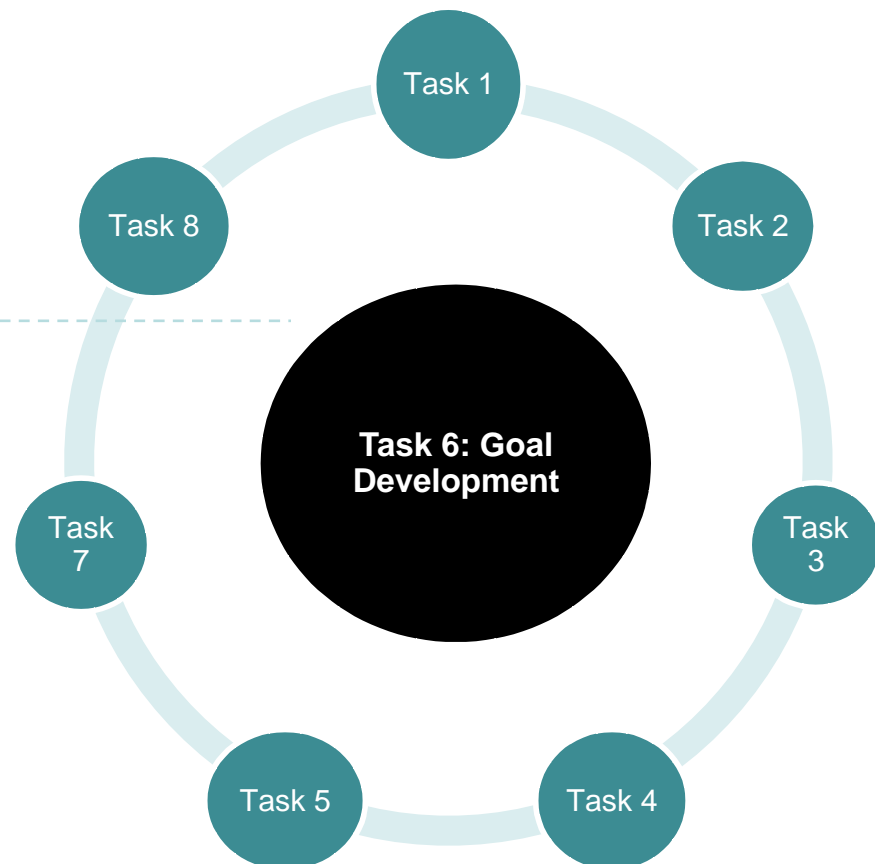 Task 1
Task 8
Task 2
Task 6: Goal
Development
Task
7
Task
3
Task 5
Task 4